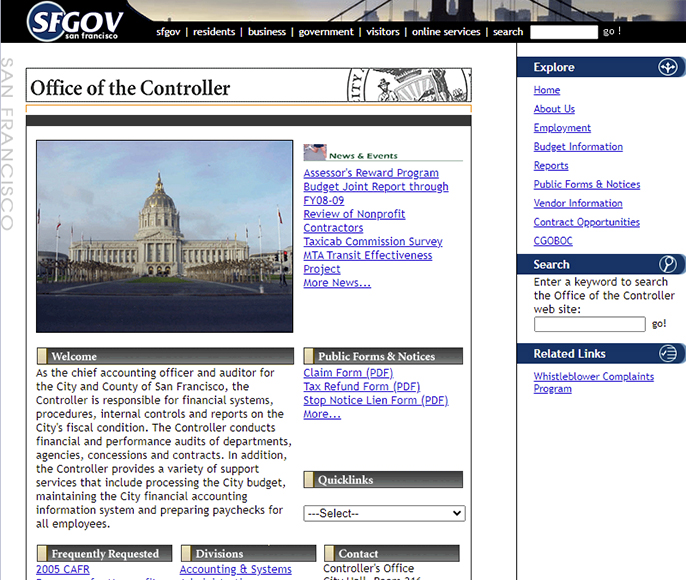 SFGOV
san francisco
sfgov | residents | business | government | visitors | online services | search go !
SAN FRANCISCO
Office of the Controller
News & Events
Assessor's Reward Program
Budget Joint Report through
FY08-09
Review of Nonprofit
Contractors
Taxicab Commission Survey
MTA Transit Effectiveness
Project
More News...
Welcome
As the chief accounting officer and auditor for
the City and County of San Francisco, the
Controller is responsible for financial systems,
procedures, internal controls and reports on the
City's fiscal condition. The Controller conducts
financial and performance audits of departments,
agencies, concessions and contracts. In addition,
the Controller provides a variety of support
services that include processing the City budget,
maintaining the City financial accounting
information system and preparing paychecks for
all employees.
Public Forms & Notices
Claim Form (PDF)
Tax Refund Form (PDF)
Stop Notice Lien Form (PDF)
More...
Quicklinks
---Select--
Frequently Requested
2005 CAFR
Divisions
Accounting & Systems
Contact
Controller's Office
Explore
Home
About Us
Employment
Budget Information
Reports
Public Forms & Notices
Vendor Information
Contract Opportunities
CGOBOC
Search
Enter a keyword to search
the Office of the Controller
web site:
go!
Related Links
Whistleblower Complaints
Program